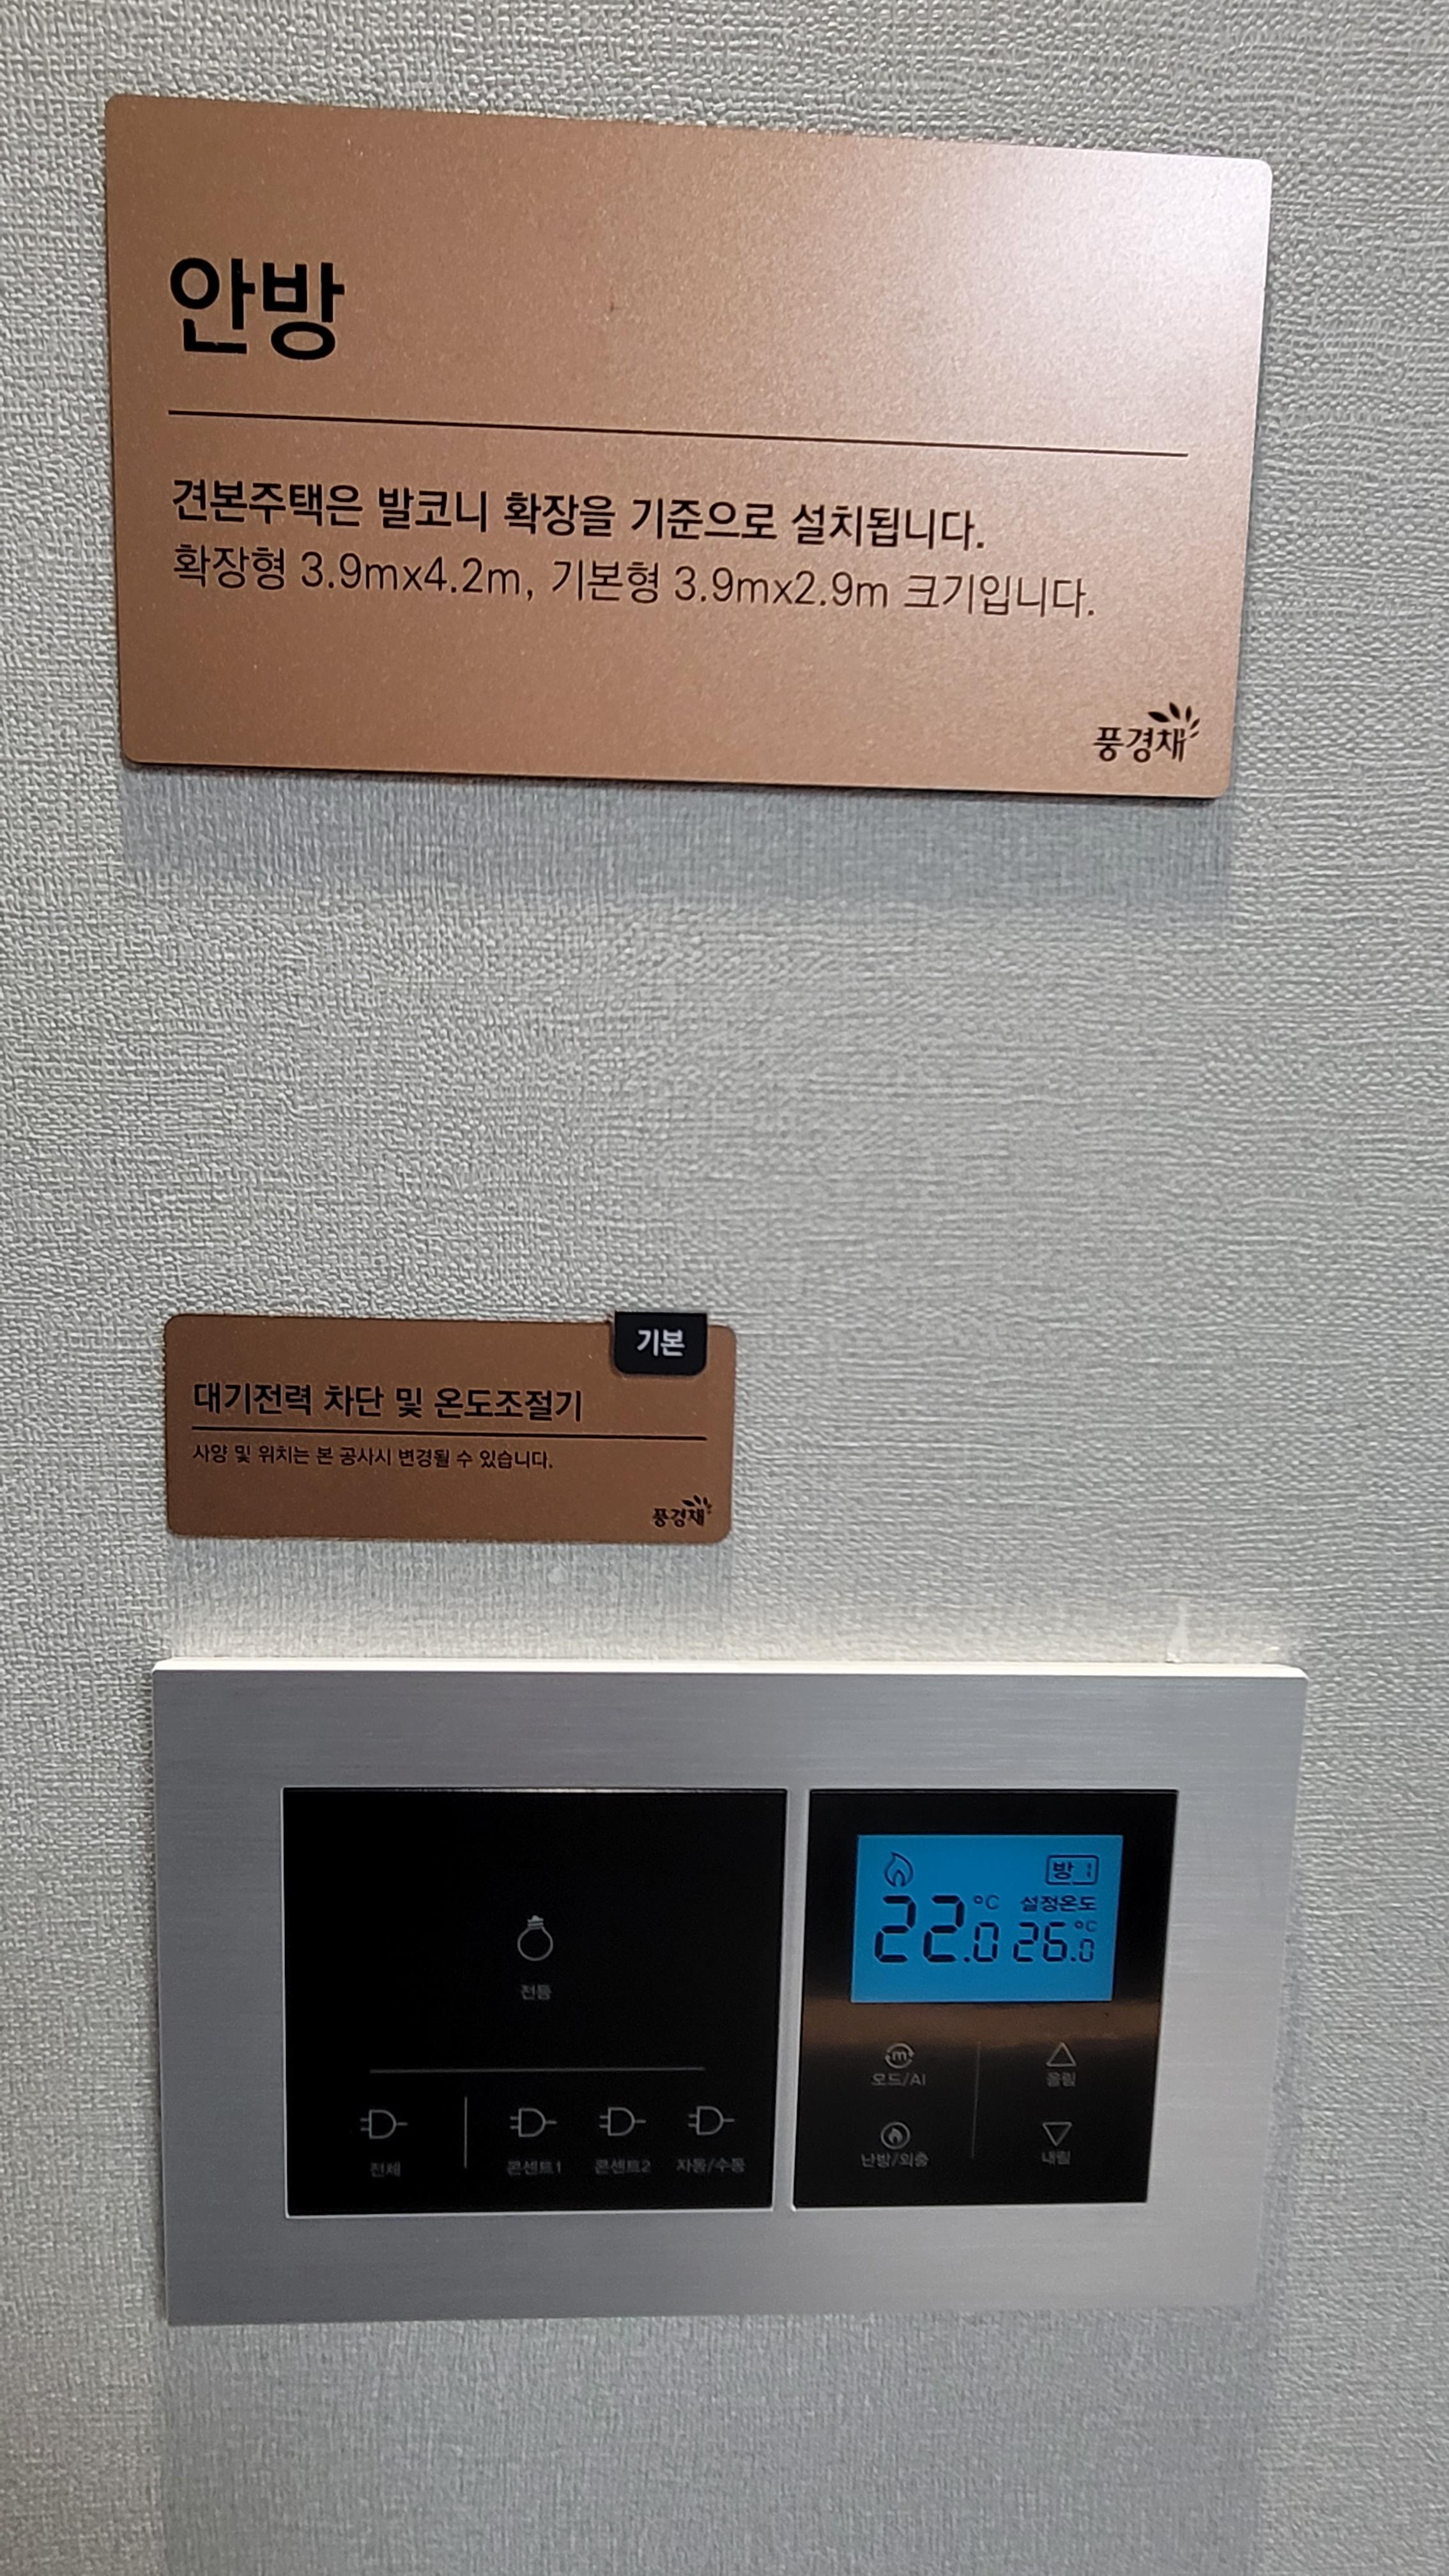 안방
견본주택은 발코니 확장을 기준으로 설치됩니다.
확장형 3.9mx4.2m, 기본형 3.9mx2.9m 크기입니다.
풍경채
기본
대기전력 차단 및 온도조절기
사양 및 위치는 본 공사시 변경될 수 있습니다.
풍경채
방 1
°C 설정온도
22.0 26.0 °C
전등
모드/AI 올림
난방/외출 내림
전체 콘센트1 콘센트2 자동/수동